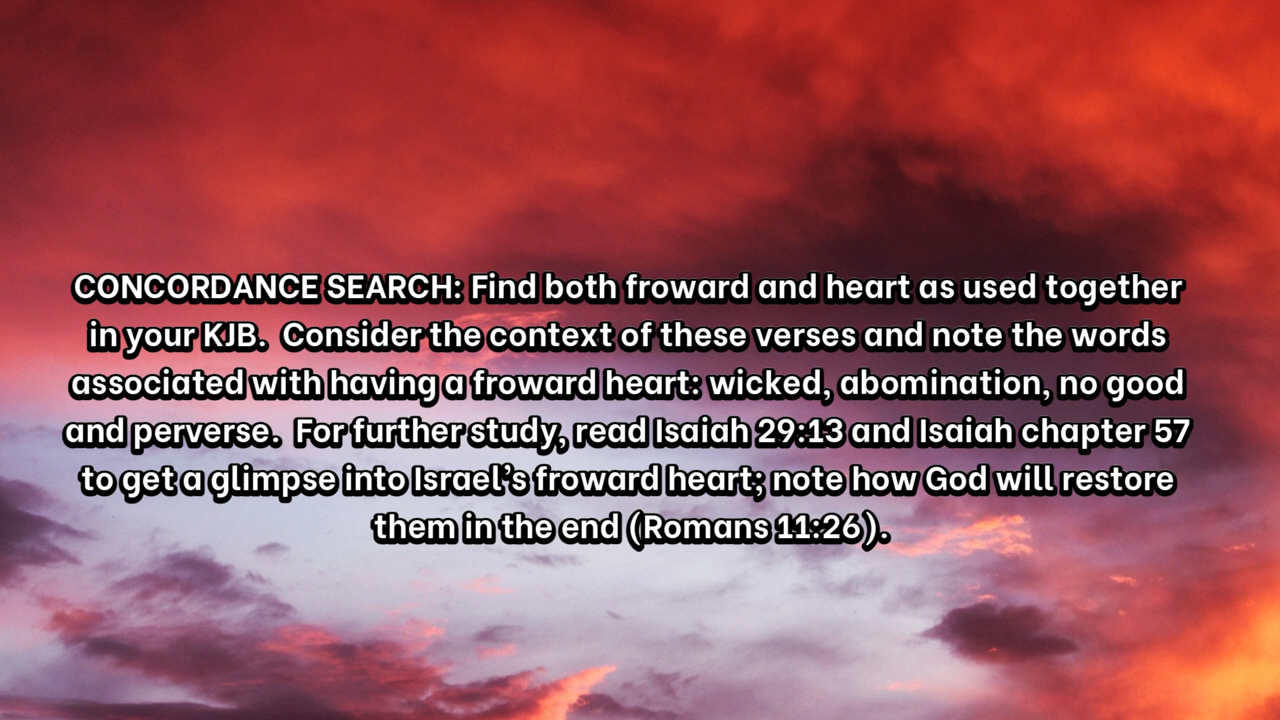 CONCORDANCE SEARCH: Find both froward and heart as used together
in your KJB.  Consider the context of these verses and note the words
associated with having a froward heart: wicked, abomination, no good
and perverse.  For further study, read Isaiah 29:13 and Isaiah chapter 57
to get a glimpse into Israel’s froward heart; note how God will restore
them in the end (Romans 11:26).